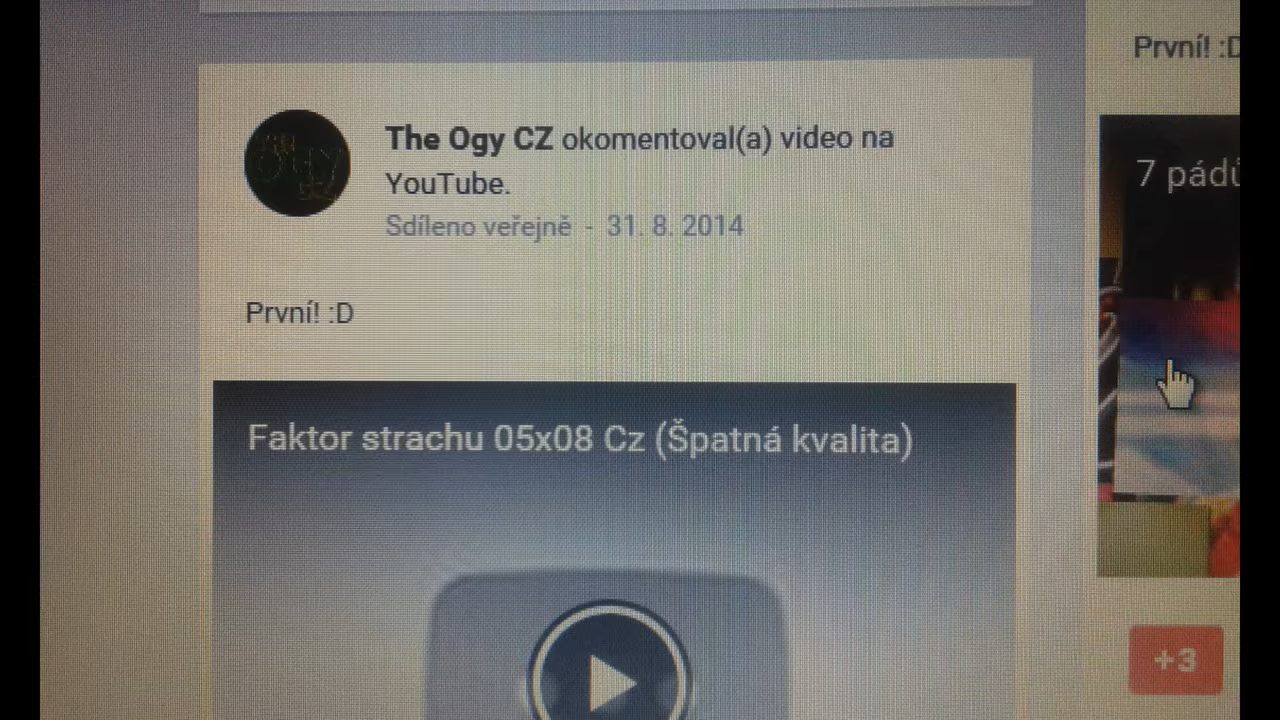 The Ogy CZ okomentoval(a) video na
YouTube.
Sdíleno veřejně - 31. 8. 2014
První! :D
Faktor strachu 05x08 Cz (Špatná kvalita)
První! :D
7 pádů
+3